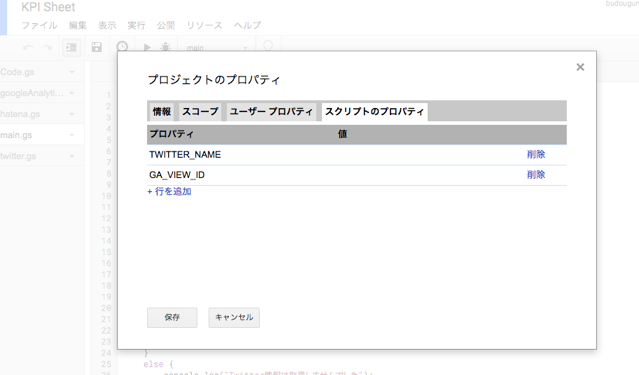 KPI Sheet
budougun
ファイル 編集 表示 実行 公開 リソース ヘルプ
main
Code.gs
googleAnalyti...
hatena.gs
main.gs
twitter.gs
プロジェクトのプロパティ
情報 スコープ ユーザー プロパティ スクリプトのプロパティ
プロパティ 値
TWITTER_NAME 削除
GA_VIEW_ID 削除
+ 行を追加
保存 キャンセル
1
2
3
4
5
6
7
8
9
10
11
12
13
14
15
16
17
18
19
20
21
22
23
24 }
25 else {